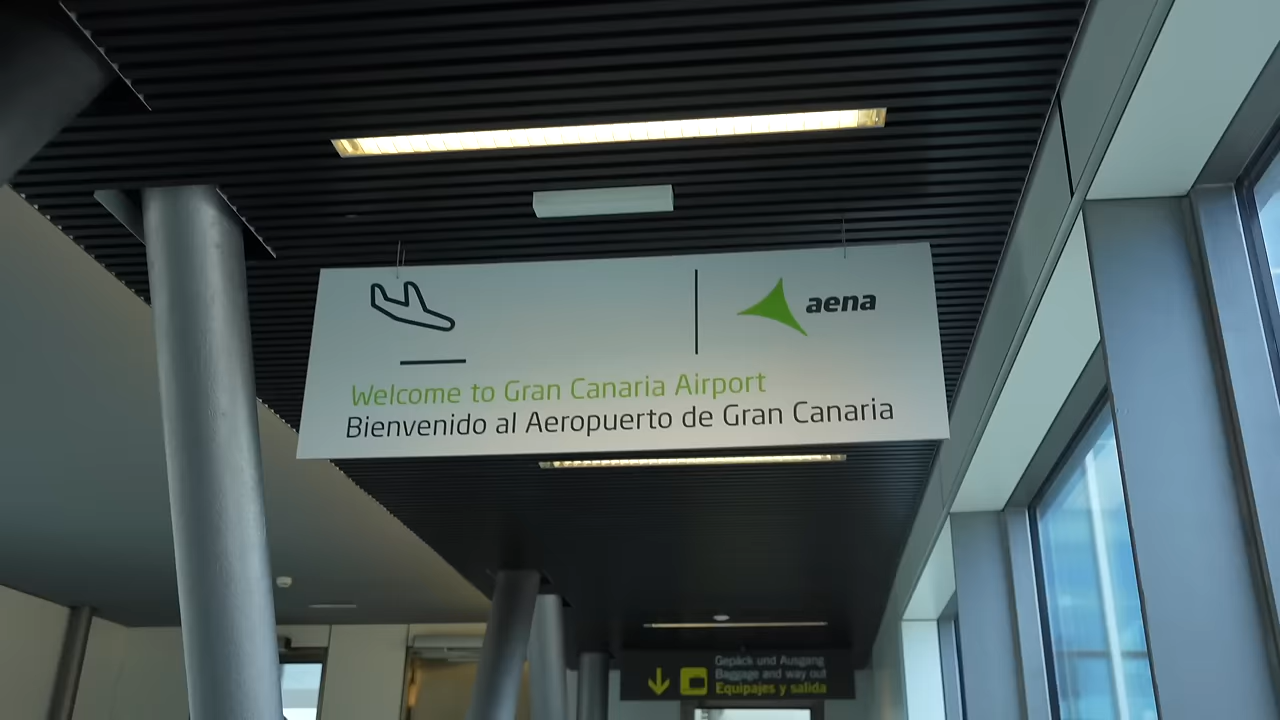 aena
Welcome to Gran Canaria Airport
Bienvenido al Aeropuerto de Gran Canaria
Gepäck und Ausgang
Baggage and way out
Equipajes y salida